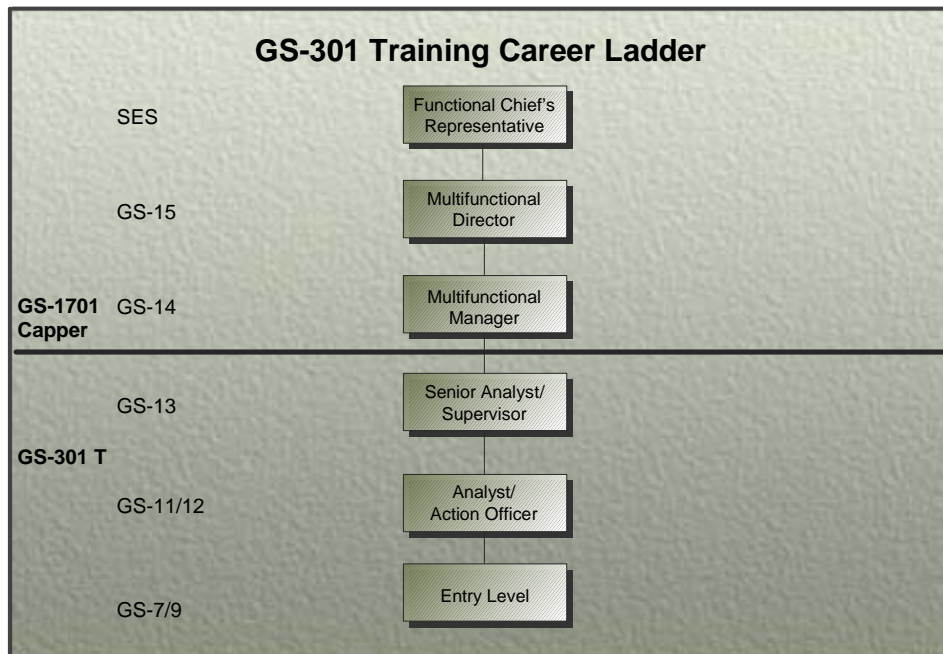 GS-301 Training Career Ladder
SES
Functional Chief's
Representative
GS-15
Multifunctional
Director
GS-1701
Capper
GS-14
Multifunctional
Manager
GS-13
Senior Analyst/
Supervisor
GS-301 T
GS-11/12
Analyst/
Action Officer
GS-7/9
Entry Level